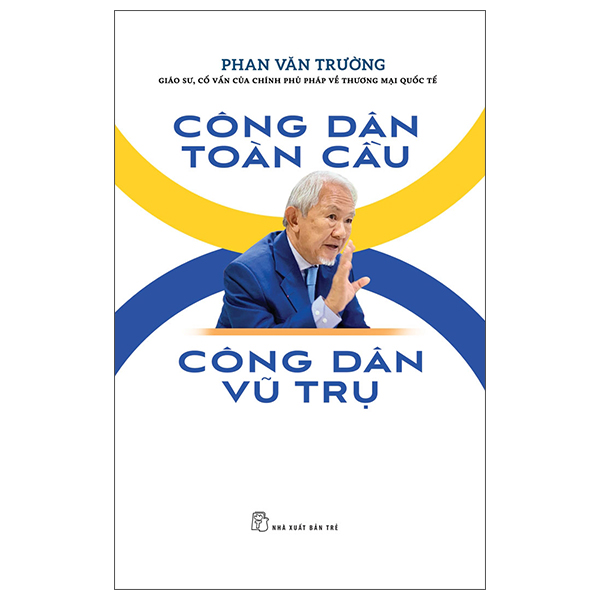 PHAN VĂN TRƯỜNG
GIÁO SƯ, CỐ VẤN CỦA CHÍNH PHỦ PHÁP VỀ THƯƠNG MẠI QUỐC TẾ
CÔNG DÂN
TOÀN CẦU
CÔNG DÂN
VŨ TRỤ
NHÀ XUẤT BẢN TRẺ